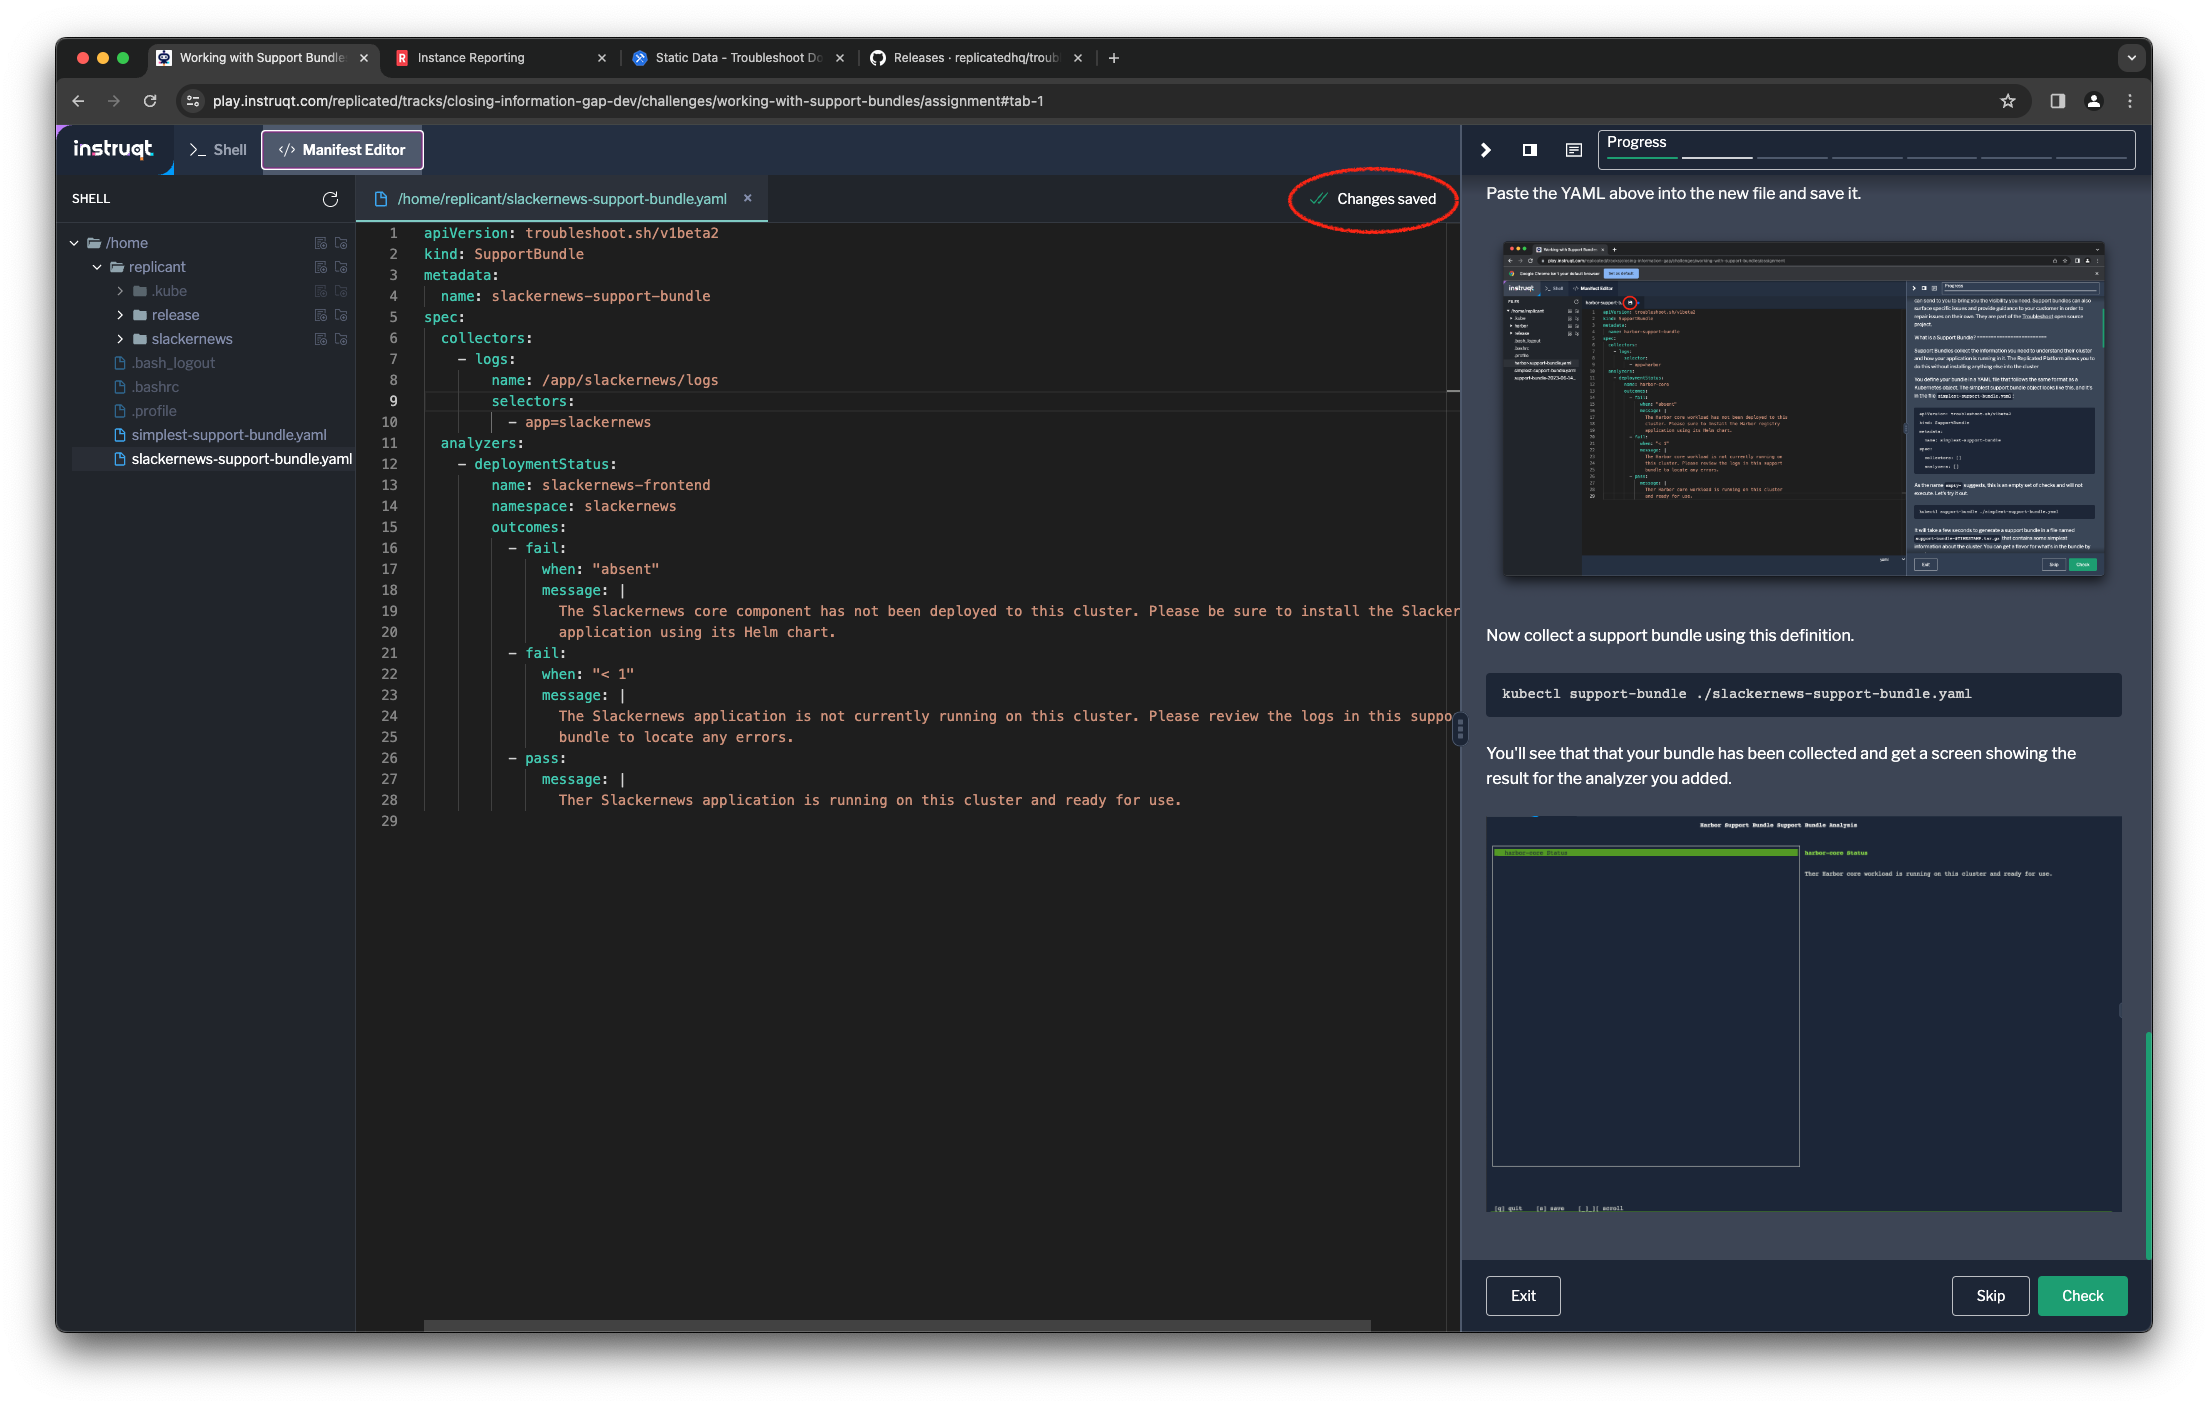 Working with Support Bundle
Instance Reporting
Static Data - Troubleshoot Do
Releases · replicatedhq/troub
play.instruqt.com/replicated/tracks/closing-information-gap-dev/challenges/working-with-support-bundles/assignment#tab-1
instruqt
>_ Shell
</> Manifest Editor
Progress
SHELL
/home/replicant/slackernews-support-bundle.yaml
Changes saved
/home
replicant
.kube
release
slackernews
.bash_logout
.bashrc
.profile
simplest-support-bundle.yaml
slackernews-support-bundle.yaml
1 apiVersion: troubleshoot.sh/v1beta2
2 kind: SupportBundle
3 metadata:
4 name: slackernews-support-bundle
5 spec:
6 collectors:
7 - logs:
8 name: /app/slackernews/logs
9 selectors:
10 - app=slackernews
11 analyzers:
12 - deploymentStatus:
13 name: slackernews-frontend
14 namespace: slackernews
15 outcomes:
16 - fail:
17 when: "absent"
18 message: |
19 The Slackernews core component has not been deployed to this cluster. Please be sure to install the Slacker
20 application using its Helm chart.
21 - fail:
22 when: "< 1"
23 message: |
24 The Slackernews application is not currently running on this cluster. Please review the logs in this suppo
25 bundle to locate any errors.
26 - pass:
27 message: |
28 Ther Slackernews application is running on this cluster and ready for use.
29
Paste the YAML above into the new file and save it.
Now collect a support bundle using this definition.
kubectl support-bundle ./slackernews-support-bundle.yaml
You'll see that that your bundle has been collected and get a screen showing the
result for the analyzer you added.
Harbor Support Bundle Support Bundle Analysis
harbor-core Status
harbor-core Status
Ther Harbor core workload is running on this cluster and ready for use.
[q] quit [s] save
scroll
Exit
Skip
Check